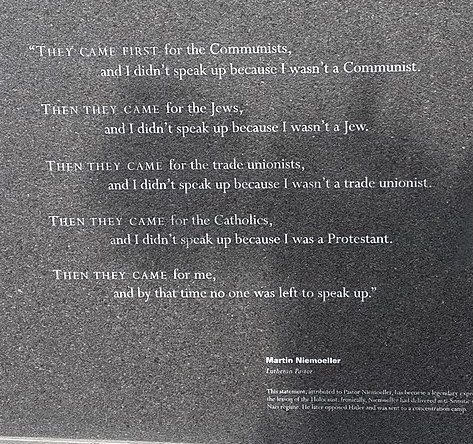 “THEY CAME FIRST for the Communists,
and I didn’t speak up because I wasn’t a Communist.
THEN THEY CAME for the Jews,
and I didn’t speak up because I wasn’t a Jew.
THEN THEY CAME for the trade unionists,
and I didn’t speak up because I wasn’t a trade unionist.
THEN THEY CAME for the Catholics,
and I didn’t speak up because I was a Protestant.
THEN THEY CAME for me,
and by that time no one was left to speak up.”
Martin Niemoeller
Lutheran Pastor
This statement, attributed to Pastor Niemoeller, has become a legendary
the lesson of the Holocaust. Ironically, Niemoeller had delivered anti-Semitic
Nazi regime. He later opposed Hitler and was sent to a concentration camp.